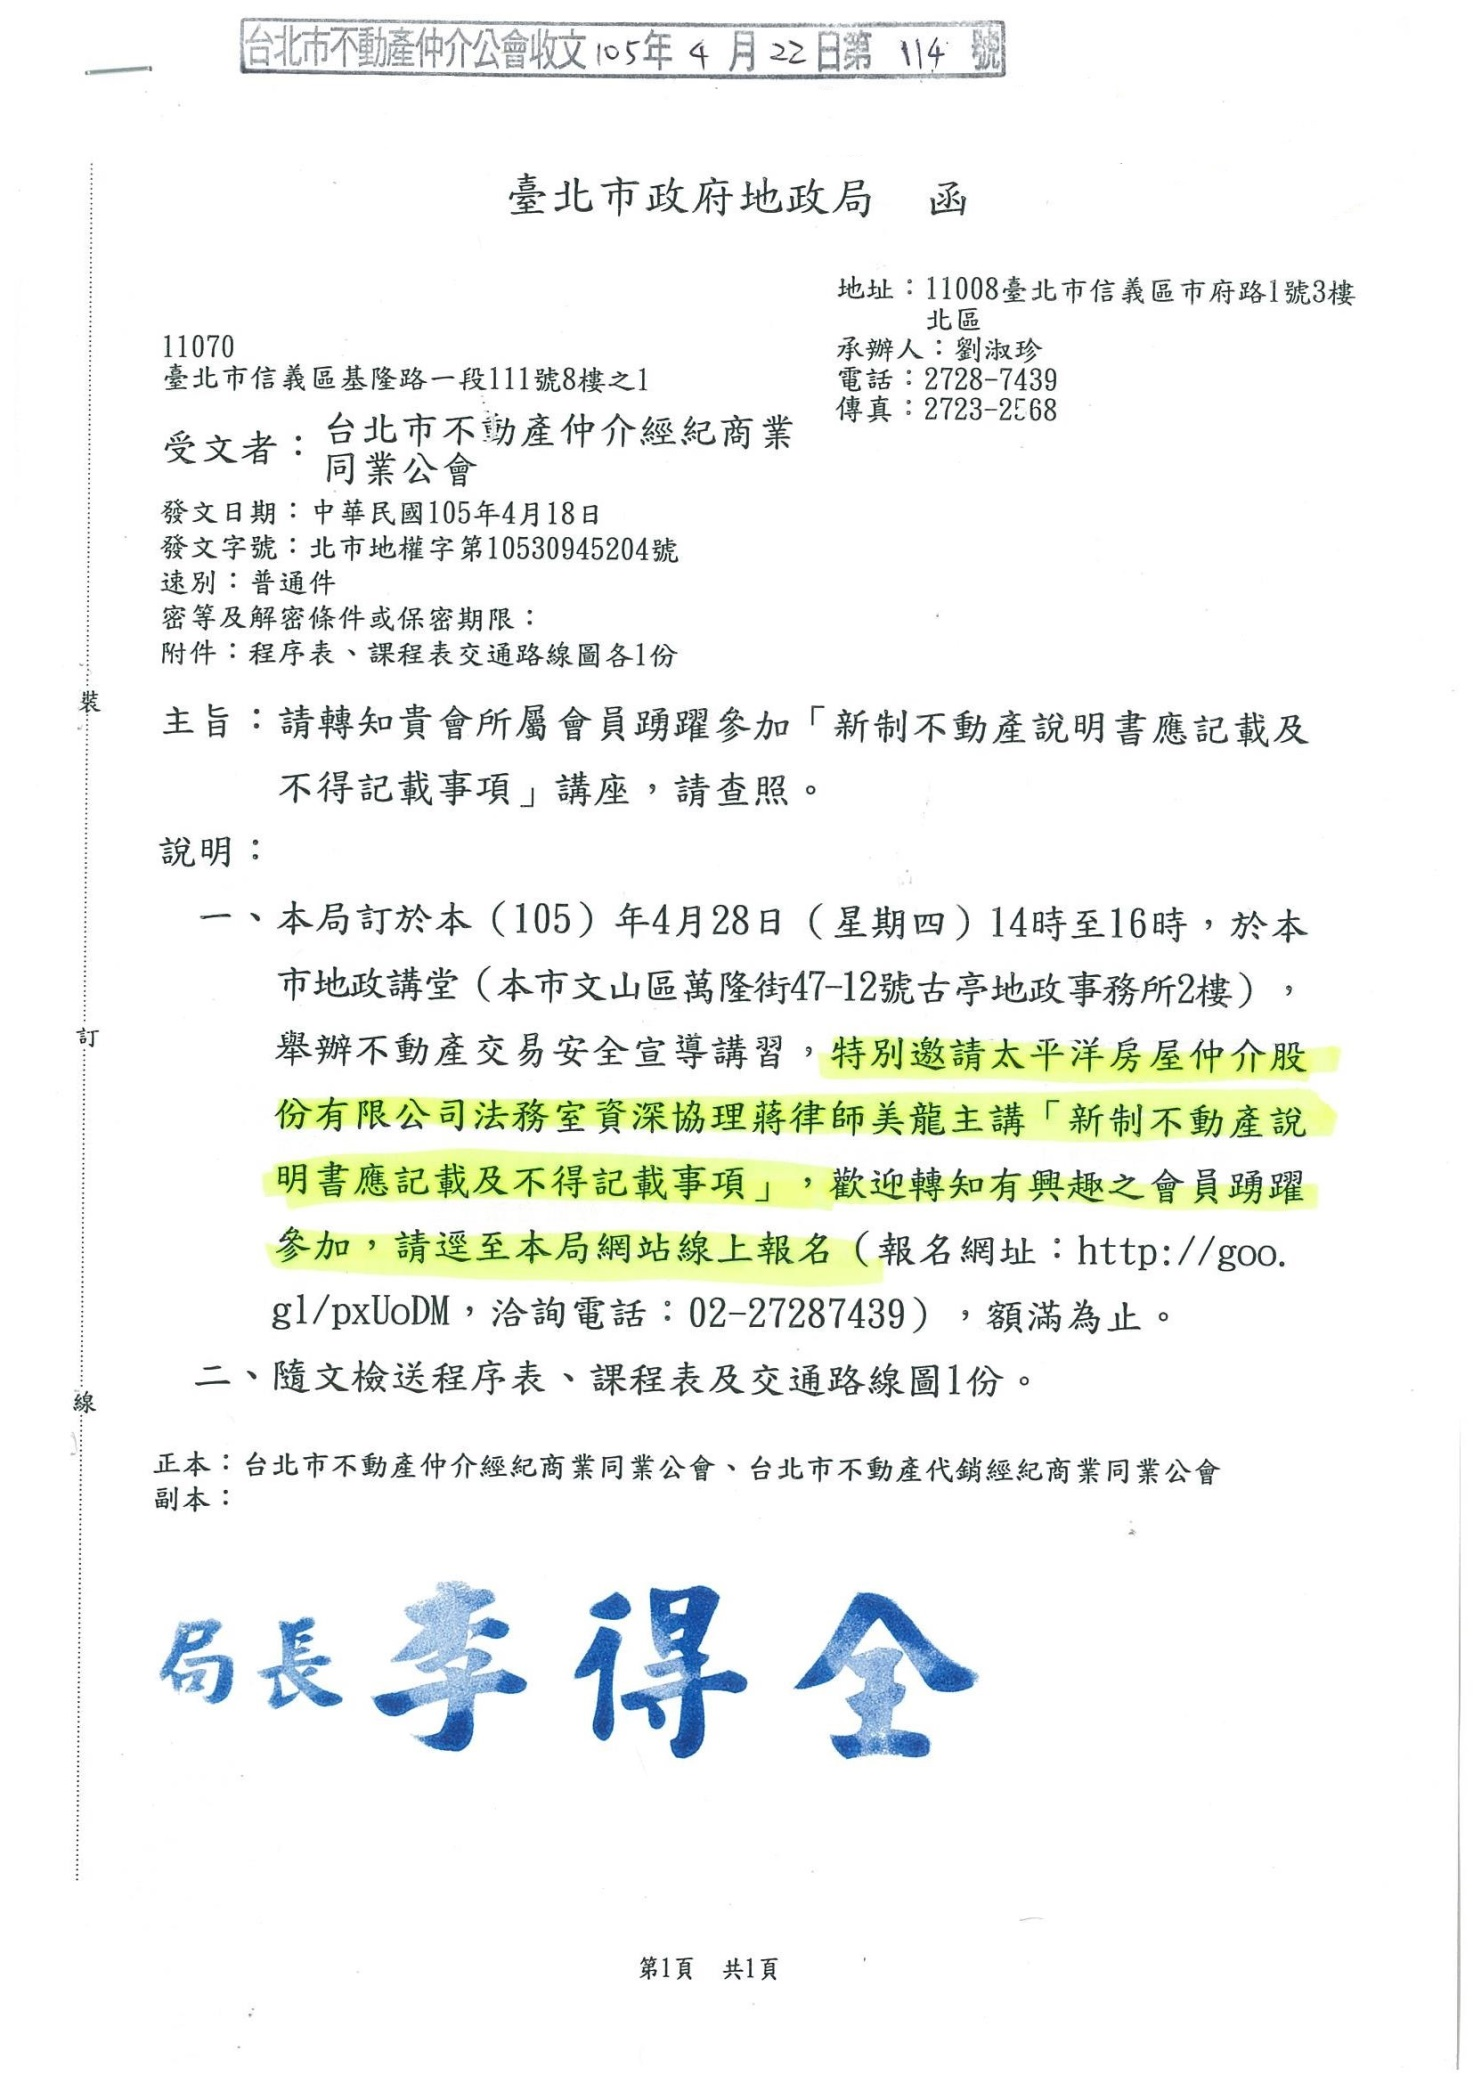 台北市不動產仲介公會收文105年4月22日第114號
臺北市政府地政局 函
地址：11008臺北市信義區市府路1號3樓
北區
承辦人：劉淑珍
電話：2728-7439
傳真：2723-2568
11070
臺北市信義區基隆路一段111號8樓之1
受文者：台北市不動產仲介經紀商業
同業公會
發文日期：中華民國105年4月18日
發文字號：北市地權字第10530945204號
速別：普通件
密等及解密條件或保密期限：
附件：程序表、課程表交通路線圖各1份
主旨：請轉知貴會所屬會員踴躍參加「新制不動產說明書應記載及
不得記載事項」講座，請查照。
說明：
一、本局訂於本（105）年4月28日（星期四）14時至16時，於本
市地政講堂（本市文山區萬隆街47-12號古亭地政事務所2樓），
舉辦不動產交易安全宣導講習，特別邀請太平洋房屋仲介股
份有限公司法務室資深協理蔣律師美龍主講「新制不動產說
明書應記載及不得記載事項」，歡迎轉知有興趣之會員踴躍
參加，請逕至本局網站線上報名（報名網址：http://goo.
gl/pxUoDM，洽詢電話：02-27287439），額滿為止。
二、隨文檢送程序表、課程表及交通路線圖1份。
正本：台北市不動產仲介經紀商業同業公會、台北市不動產代銷經紀商業同業公會
副本：
局長 李得全
裝
訂
線
第1頁 共1頁